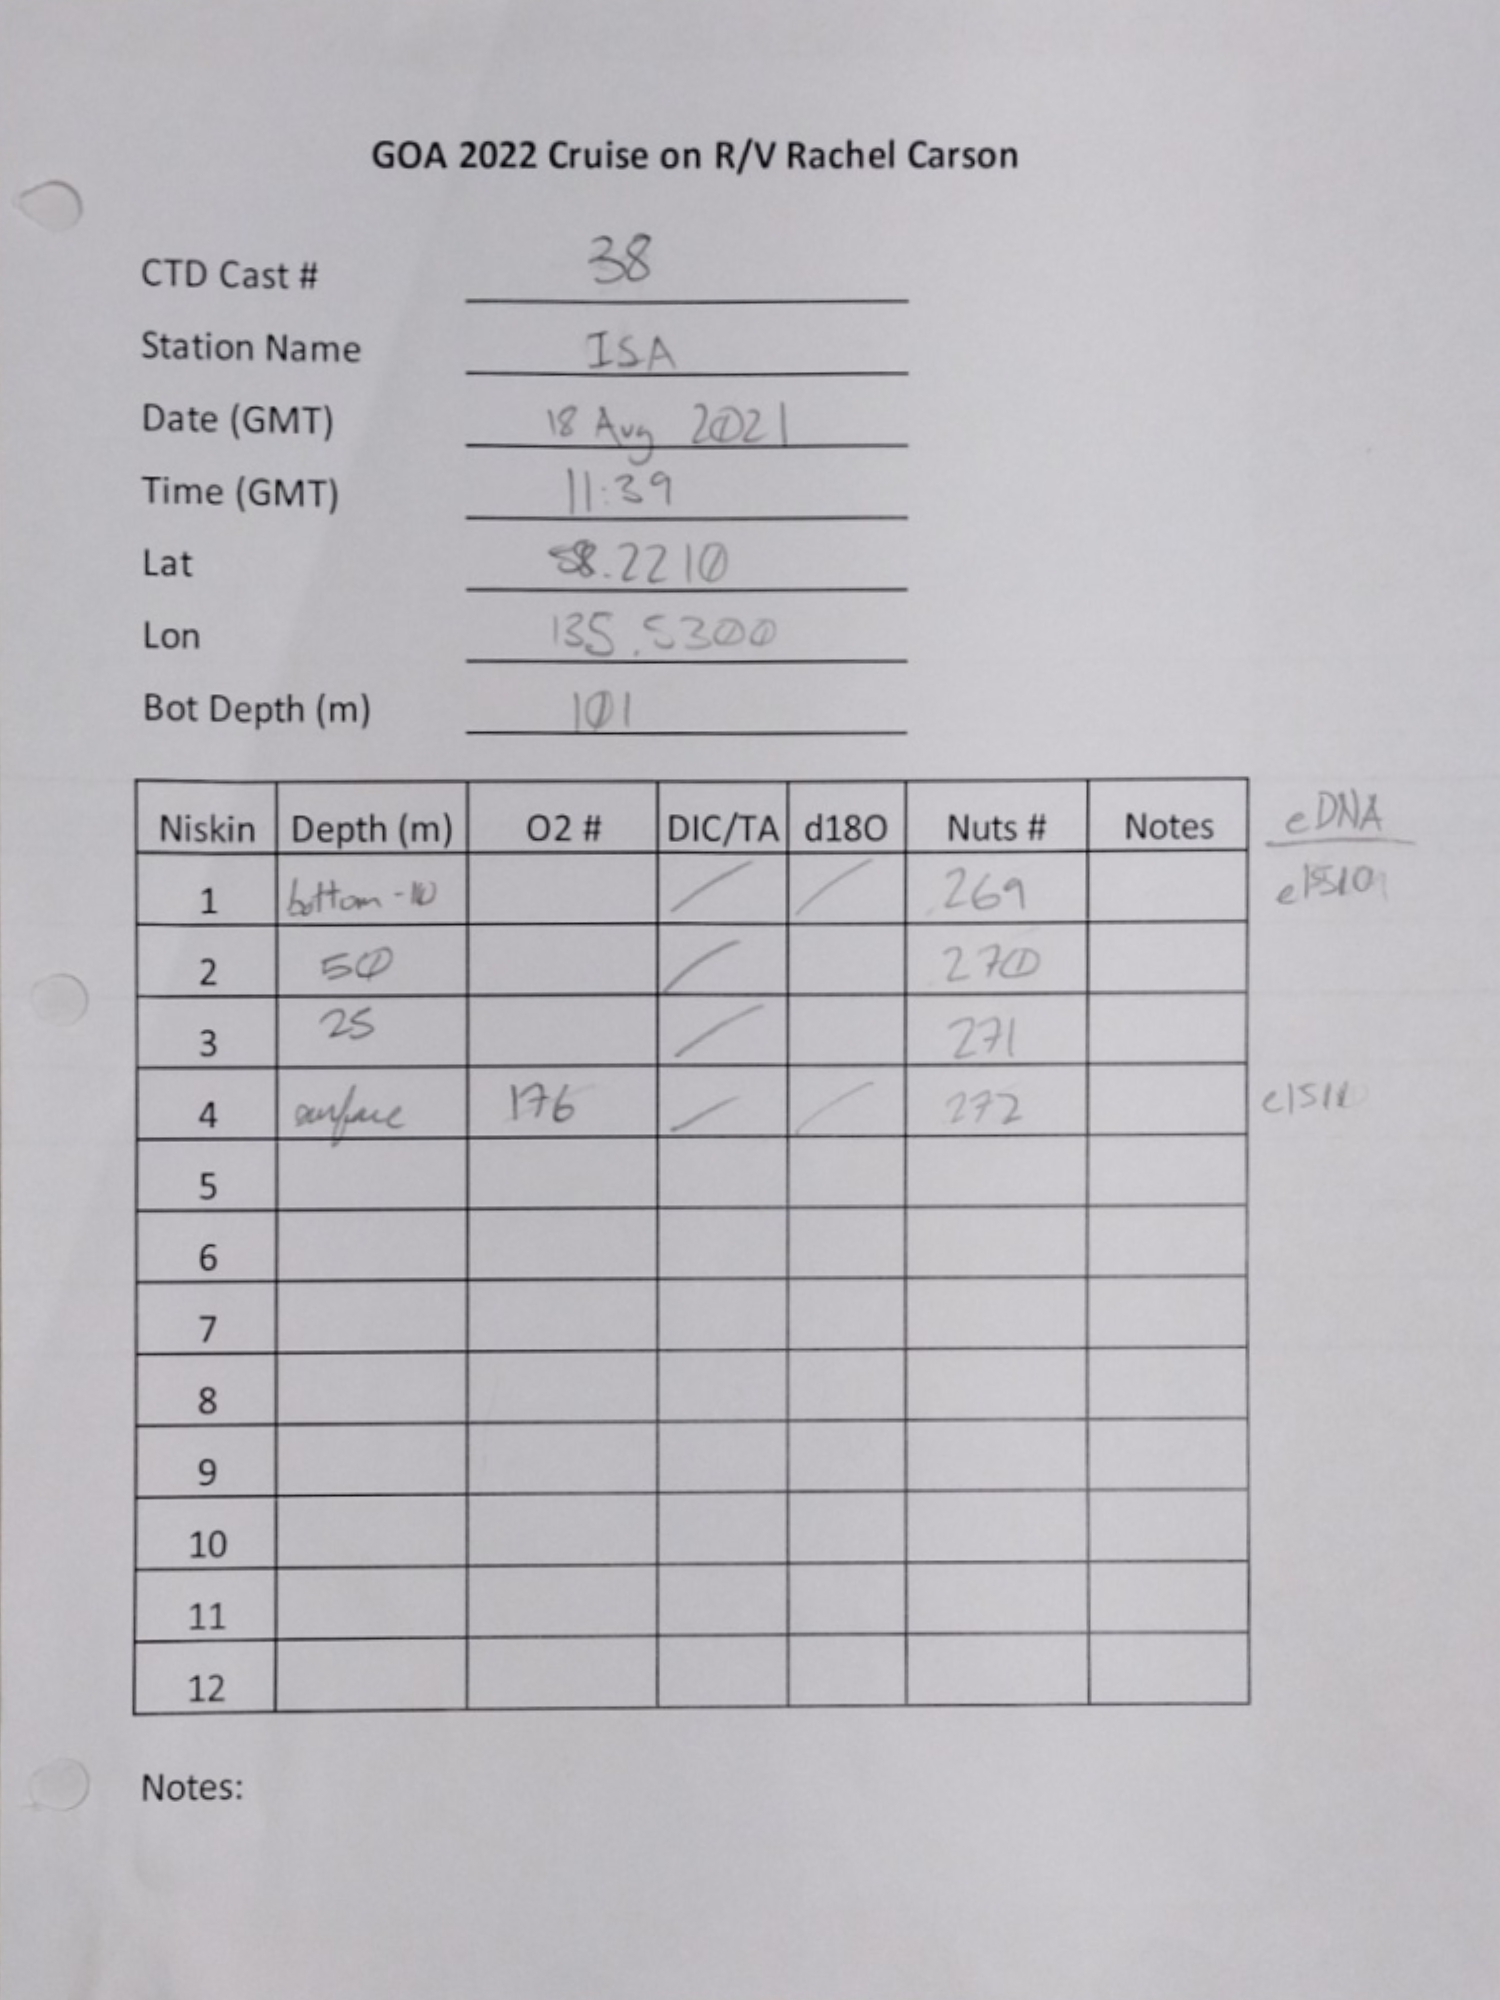 GOA 2022 Cruise on R/V Rachel Carson
CTD Cast # 38
Station Name ISA
Date (GMT) 18 Aug 2021
Time (GMT) 11:39
Lat 58.2210
Lon 135.5300
Bot Depth (m) 101
Niskin Depth (m) O2 # DIC/TA d18O Nuts # Notes eDNA
1 bottom -10 / / 269
2 50 / 270
3 25 / 271
4 surface 176 / / 272
5
6
7
8
9
10
11
12
Notes: